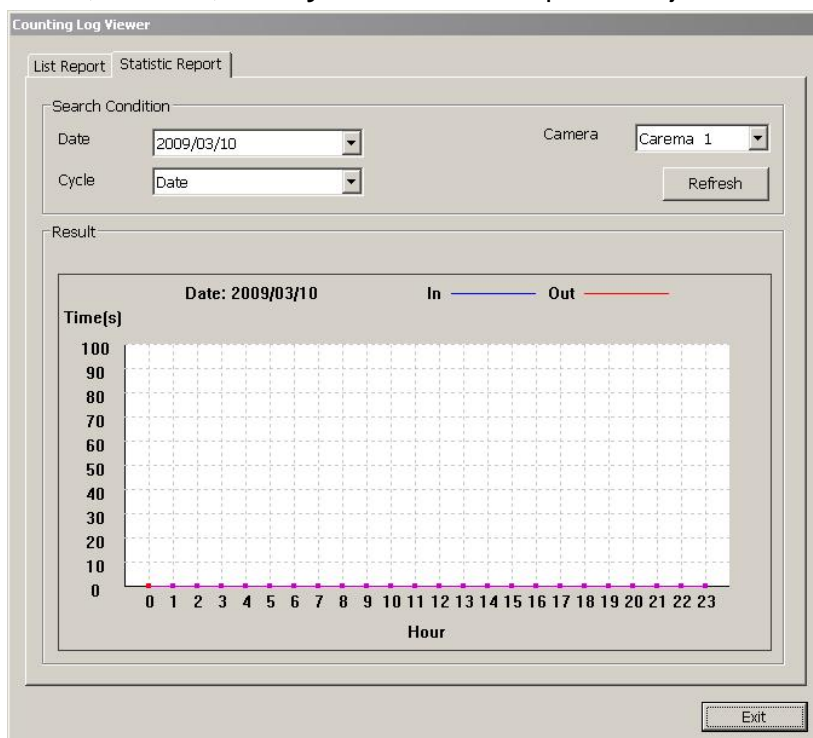 Counting Log Viewer
List Report Statistic Report
Search Condition
Date 2009/03/10 Camera Carema 1
Cycle Date Refresh
Result
Date: 2009/03/10 In Out
Time(s)
100
90
80
70
60
50
40
30
20
10
0
0 1 2 3 4 5 6 7 8 9 10 11 12 13 14 15 16 17 18 19 20 21 22 23
Hour
Exit